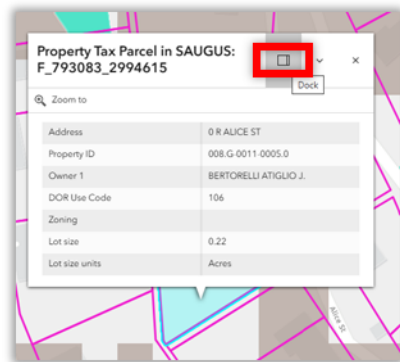 Property Tax Parcel in SAUGUS:
F_793083_2994615
Dock
Zoom to
Address 0 R ALICE ST
Property ID 008.G-0011-0005.0
Owner 1 BERTORELLI ATIGLIO J.
DOR Use Code 106
Zoning
Lot size 0.22
Lot size units Acres
Alice St